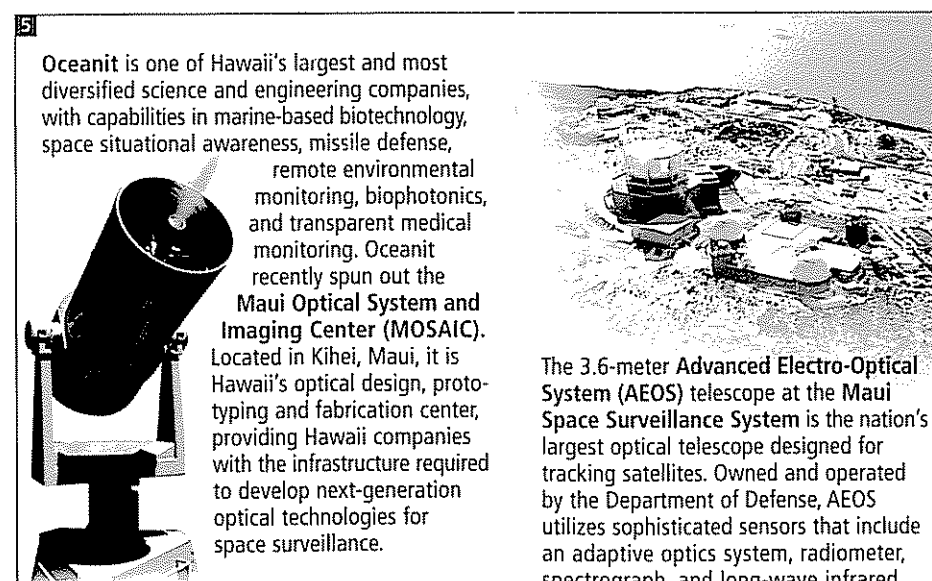 5
Oceanit is one of Hawaii's largest and most
diversified science and engineering companies,
with capabilities in marine-based biotechnology,
space situational awareness, missile defense,
remote environmental
monitoring, biophotonics,
and transparent medical
monitoring. Oceanit
recently spun out the
Maui Optical System and
Imaging Center (MOSAIC).
Located in Kihei, Maui, it is
Hawaii's optical design, proto-
typing and fabrication center,
providing Hawaii companies
with the infrastructure required
to develop next-generation
optical technologies for
space surveillance.
The 3.6-meter Advanced Electro-Optical
System (AEOS) telescope at the Maui
Space Surveillance System is the nation's
largest optical telescope designed for
tracking satellites. Owned and operated
by the Department of Defense, AEOS
utilizes sophisticated sensors that include
an adaptive optics system, radiometer,
spectrograph, and long-wave infrared